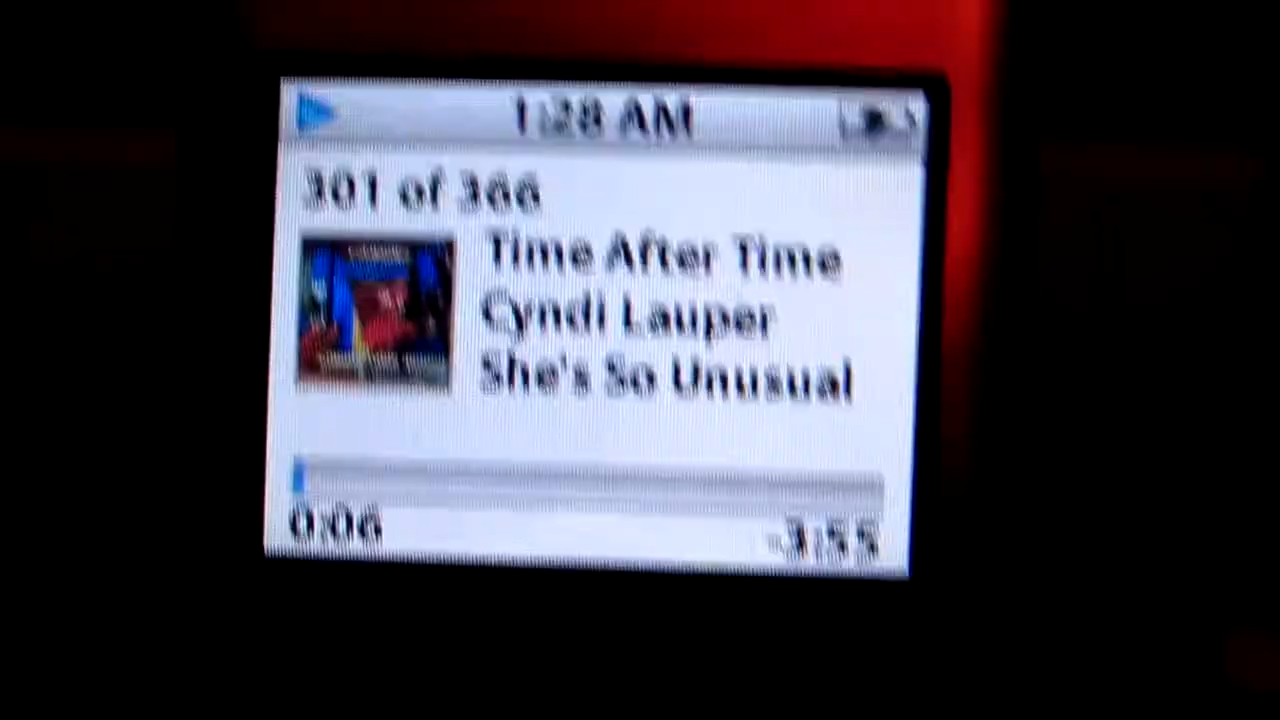 1:28 AM
301 of 366
Time After Time
Cyndi Lauper
She's So Unusual
0:06
-3:55